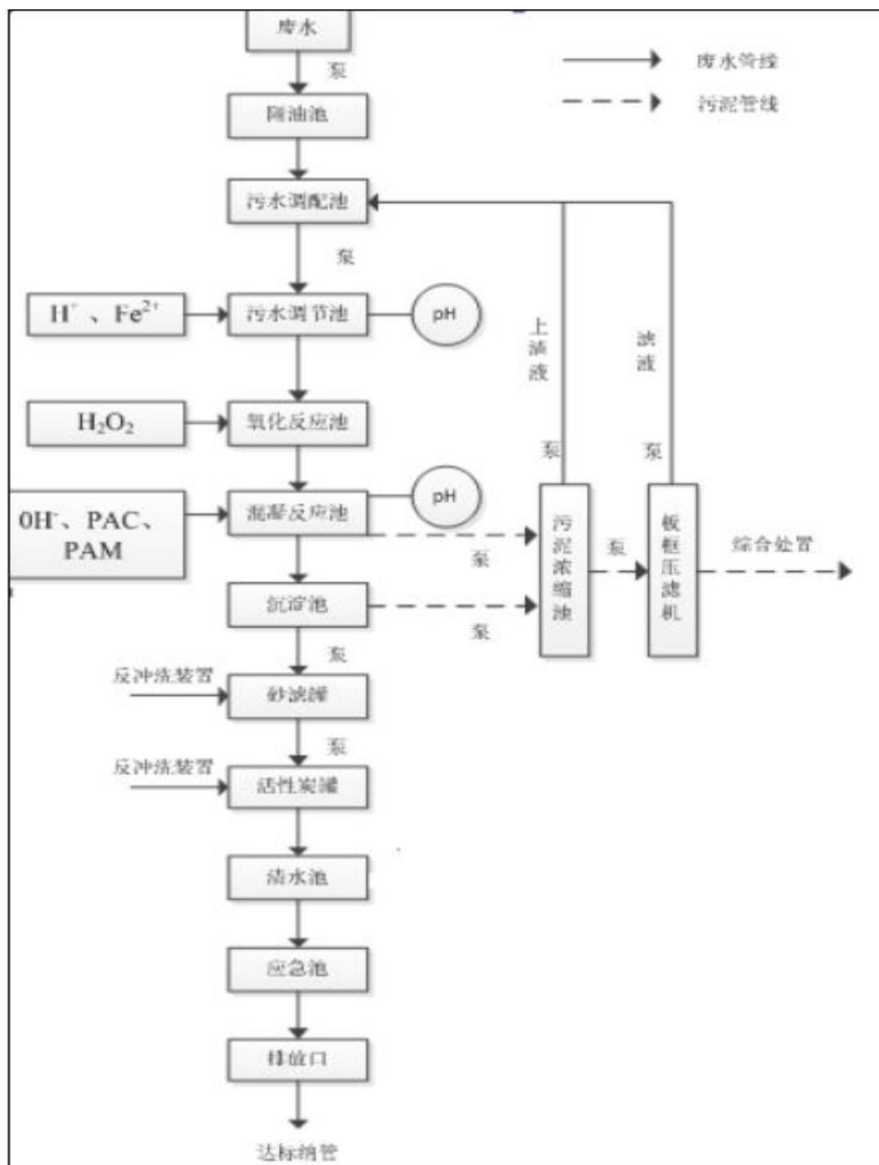 废水
泵
废水管线
污泥管线
隔油池
污水调配池
泵
H⁺、Fe²⁺
污水调节池
pH
上清液
滤液
H₂O₂
氧化反应池
泵
泵
OH⁻、PAC、
PAM
混凝反应池
pH
泵
污泥浓缩池
泵
板框压滤机
综合处置
沉淀池
泵
泵
反冲洗装置
砂滤罐
泵
反冲洗装置
活性炭罐
清水池
应急池
排放口
达标纳管